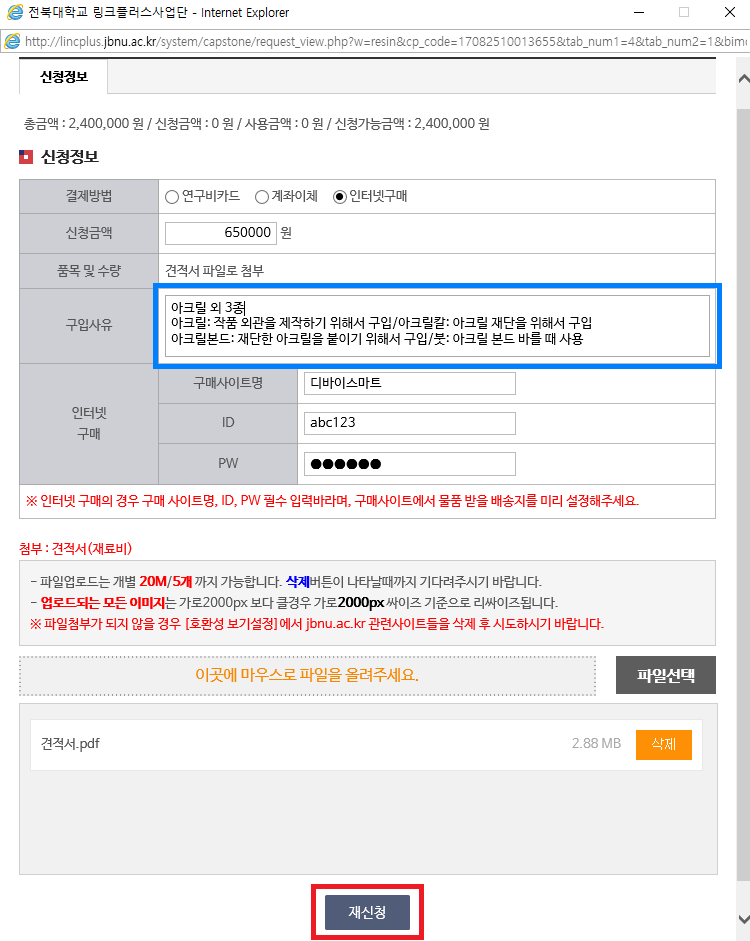 전북대학교 링크플러스사업단 - Internet Explorer
http://lincplus.jbnu.ac.kr/system/capstone/request_view.php?w=resin&cp_code=17082510013655&tab_num1=4&tab_num2=1&bim
신청정보
총금액 : 2,400,000 원 / 신청금액 : 0 원 / 사용금액 : 0 원 / 신청가능금액 : 2,400,000 원
신청정보
결제방법 연구비카드 계좌이체 인터넷구매
신청금액 650000 원
품목 및 수량 견적서 파일로 첨부
구입사유
아크릴 외 3종
아크릴: 작품 외관을 제작하기 위해서 구입/아크릴칼: 아크릴 재단을 위해서 구입
아크릴본드: 재단한 아크릴을 붙이기 위해서 구입/붓: 아크릴 본드 바를 때 사용
인터넷
구매
구매사이트명 디바이스마트
ID abc123
PW ●●●●●●
※ 인터넷 구매의 경우 구매 사이트명, ID, PW 필수 입력바라며, 구매사이트에서 물품 받을 배송지를 미리 설정해주세요.
첨부 : 견적서(재료비)
- 파일업로드는 개별 20M/5개 까지 가능합니다. 삭제버튼이 나타날때까지 기다려주시기 바랍니다.
- 업로드되는 모든 이미지는 가로2000px 보다 클경우 가로2000px 싸이즈 기준으로 리싸이즈됩니다.
※ 파일첨부가 되지 않을 경우 [호환성 보기설정]에서 jbnu.ac.kr 관련사이트들을 삭제 후 시도하시기 바랍니다.
이곳에 마우스로 파일을 올려주세요. 파일선택
견적서.pdf 2.88 MB 삭제
재신청